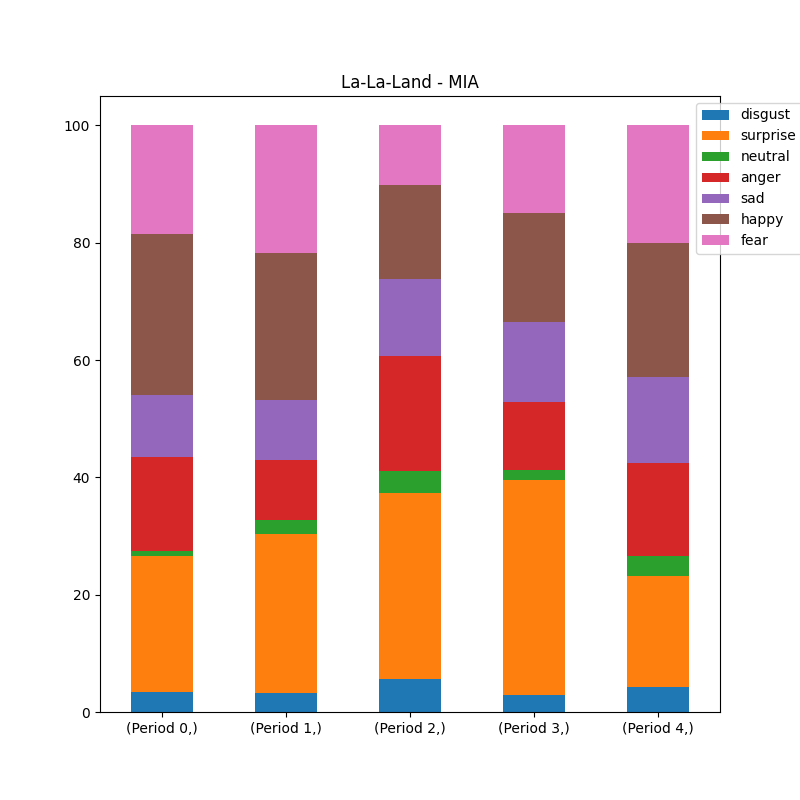 La-La-Land - MIA
100
80
60
40
20
0
(Period 0,) (Period 1,) (Period 2,) (Period 3,) (Period 4,)
disgust
surprise
neutral
anger
sad
happy
fear